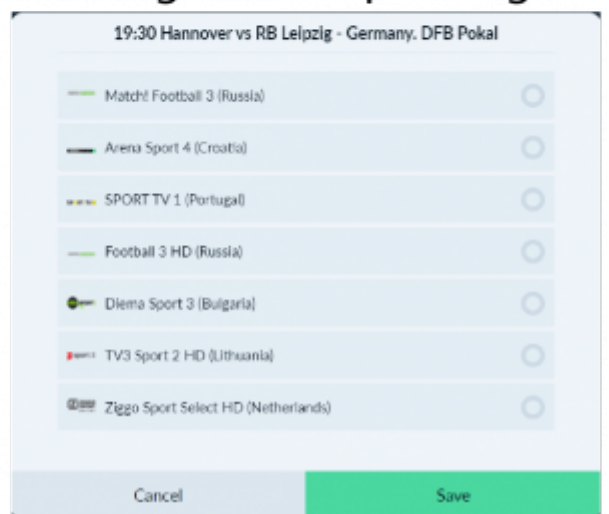 19:30 Hannover vs RB Leipzig - Germany. DFB Pokal
Match! Football 3 (Russia)
Arena Sport 4 (Croatia)
SPORT TV 1 (Portugal)
Football 3 HD (Russia)
Diema Sport 3 (Bulgaria)
TV3 Sport 2 HD (Lithuania)
Ziggo Sport Select HD (Netherlands)
Cancel
Save